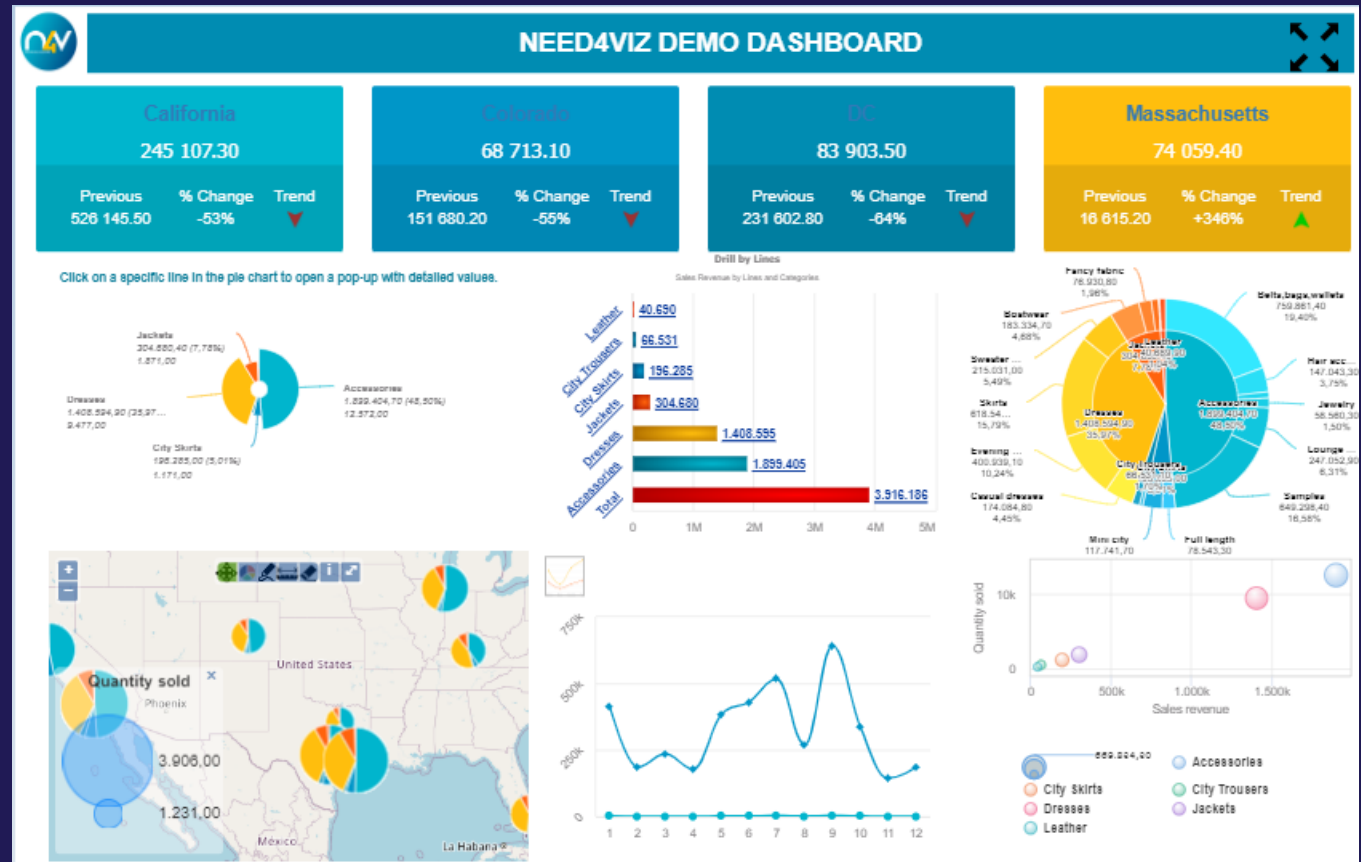 n4v
NEED4VIZ DEMO DASHBOARD
California
245 107.30
Previous % Change Trend
526 145.50 -53%
Colorado
68 713.10
Previous % Change Trend
151 680.20 -55%
DC
83 903.50
Previous % Change Trend
231 602.80 -64%
Massachusetts
74 059.40
Previous % Change Trend
16 615.20 +346%
Click on a specific line in the pie chart to open a pop-up with detailed values.
Jackets
304.680,40 (7,78%)
1.871,00
Accessories
1.899.404,70 (48,50%)
12.572,00
Dresses
1.408.594,90 (35,97...
9.477,00
City Skirts
196.285,00 (5,01%)
1.171,00
Drill by Lines
Sales Revenue by Lines and Categories
Leather
40.690
City Trousers
66.531
City Skirts
196.285
Jackets
304.680
Dresses
1.408.595
Accessories
1.899.405
Total
3.916.186
0 1M 2M 3M 4M 5M
Fancy fabric
76.930,80
1,96%
Belts,bags,wallets
759.861,40
19,40%
Boatwear
183.334,70
4,68%
Hair acc...
147.043,30
3,75%
Sweater ...
215.031,00
5,49%
Jewelry
58.560,30
1,50%
Skirts
618.54...
15,79%
Lounge ...
247.052,90
6,31%
Evening ...
400.939,10
10,24%
Samples
649.298,40
16,58%
Casual dresses
174.084,80
4,45%
Mini city
117.741,70
Full length
78.543,30
Leather
Accessories
1.899.404,70
48,50%
Dresses
1.408.594,90
35,97%
City Trousers
+
−
United States
Quantity sold ×
Phoenix
3.906,00
1.231,00
México
La Habana
750k
500k
250k
0
1 2 3 4 5 6 7 8 9 10 11 12
Quantity sold
10k
0
0 500k 1.000k 1.500k
Sales revenue
Accessories
City Skirts
City Trousers
Dresses
Jackets
Leather